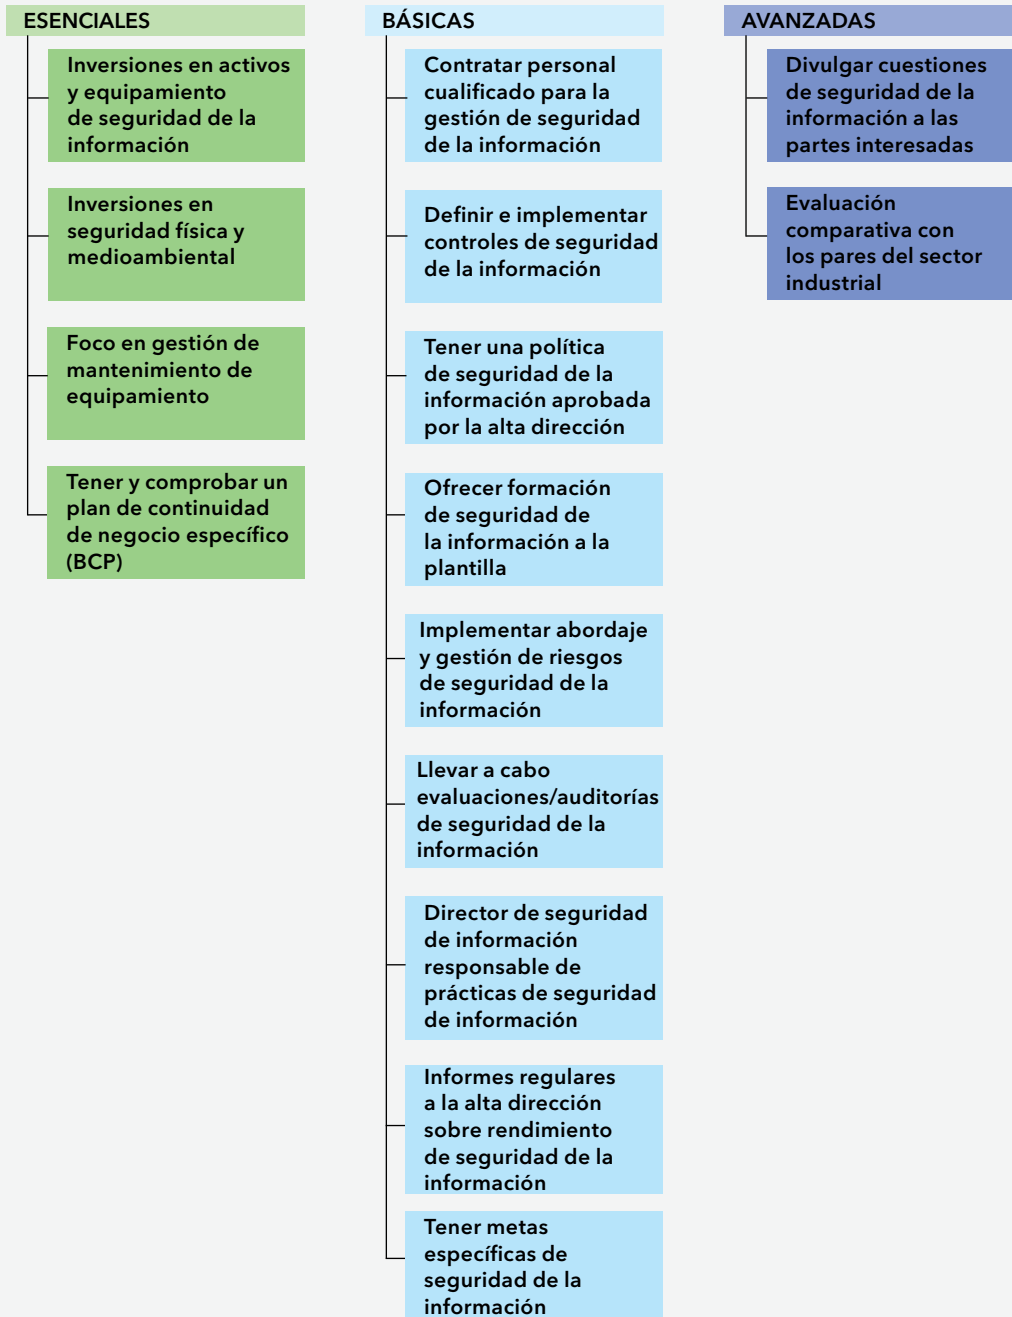 ESENCIALES
Inversiones en activos
y equipamiento
de seguridad de la
información
Inversiones en
seguridad física y
medioambiental
Foco en gestión de
mantenimiento de
equipamiento
Tener y comprobar un
plan de continuidad
de negocio específico
(BCP)
BÁSICAS
Contratar personal
cualificado para la
gestión de seguridad
de la información
Definir e implementar
controles de seguridad
de la información
Tener una política
de seguridad de la
información aprobada
por la alta dirección
Ofrecer formación
de seguridad de
la información a la
plantilla
Implementar abordaje
y gestión de riesgos
de seguridad de la
información
Llevar a cabo
evaluaciones/auditorías
de seguridad de la
información
Director de seguridad
de información
responsable de
prácticas de seguridad
de información
Informes regulares
a la alta dirección
sobre rendimiento
de seguridad de la
información
Tener metas
específicas de
seguridad de la
información
AVANZADAS
Divulgar cuestiones
de seguridad de la
información a las
partes interesadas
Evaluación
comparativa con
los pares del sector
industrial